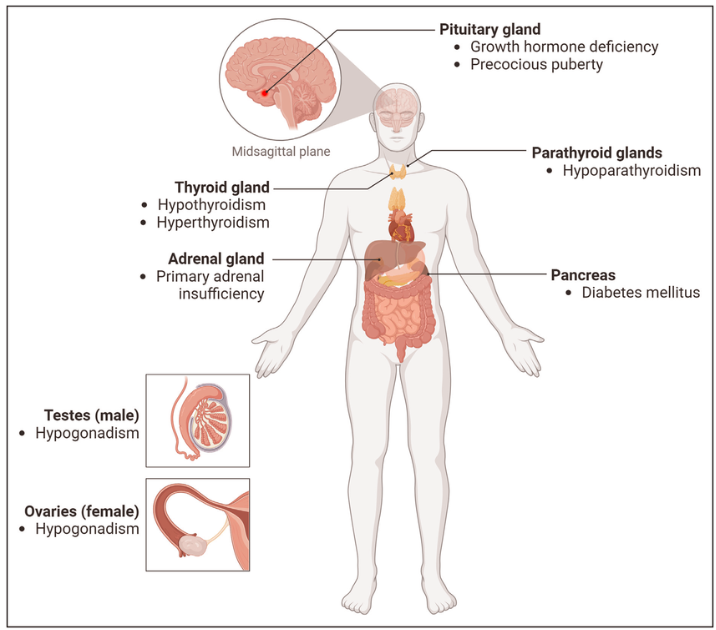 Pituitary gland
• Growth hormone deficiency
• Precocious puberty
Midsagittal plane
Parathyroid glands
• Hypoparathyroidism
Thyroid gland
• Hypothyroidism
• Hyperthyroidism
Adrenal gland
• Primary adrenal
insufficiency
Pancreas
• Diabetes mellitus
Testes (male)
• Hypogonadism
Ovaries (female)
• Hypogonadism